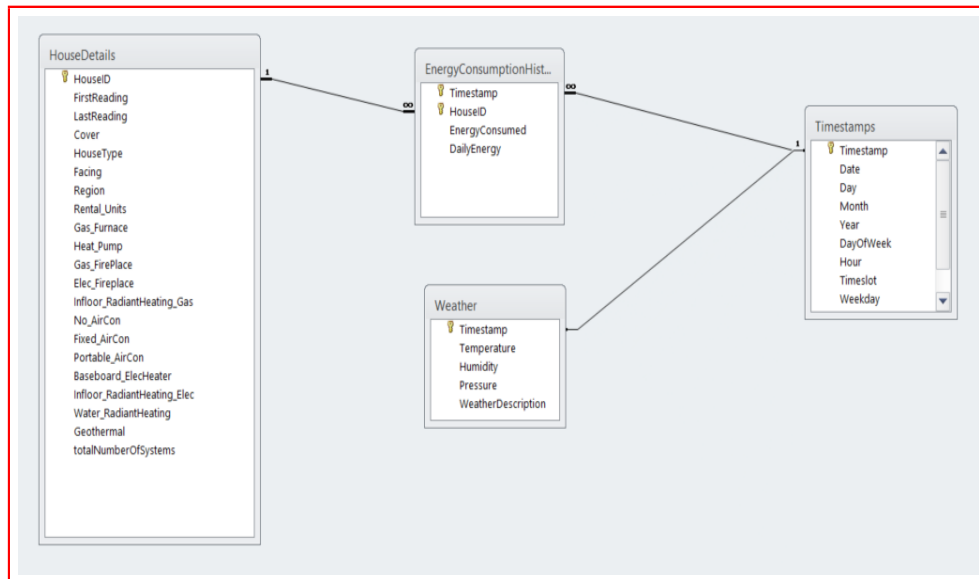 HouseDetails
HouseID
FirstReading
LastReading
Cover
HouseType
Facing
Region
Rental_Units
Gas_Furnace
Heat_Pump
Gas_FirePlace
Elec_Fireplace
Infloor_RadiantHeating_Gas
No_AirCon
Fixed_AirCon
Portable_AirCon
Baseboard_ElecHeater
Infloor_RadiantHeating_Elec
Water_RadiantHeating
Geothermal
totalNumberOfSystems
1
∞
EnergyConsumptionHist...
Timestamp
HouseID
EnergyConsumed
DailyEnergy
∞
1
Weather
Timestamp
Temperature
Humidity
Pressure
WeatherDescription
Timestamps
Timestamp
Date
Day
Month
Year
DayOfWeek
Hour
Timeslot
Weekday